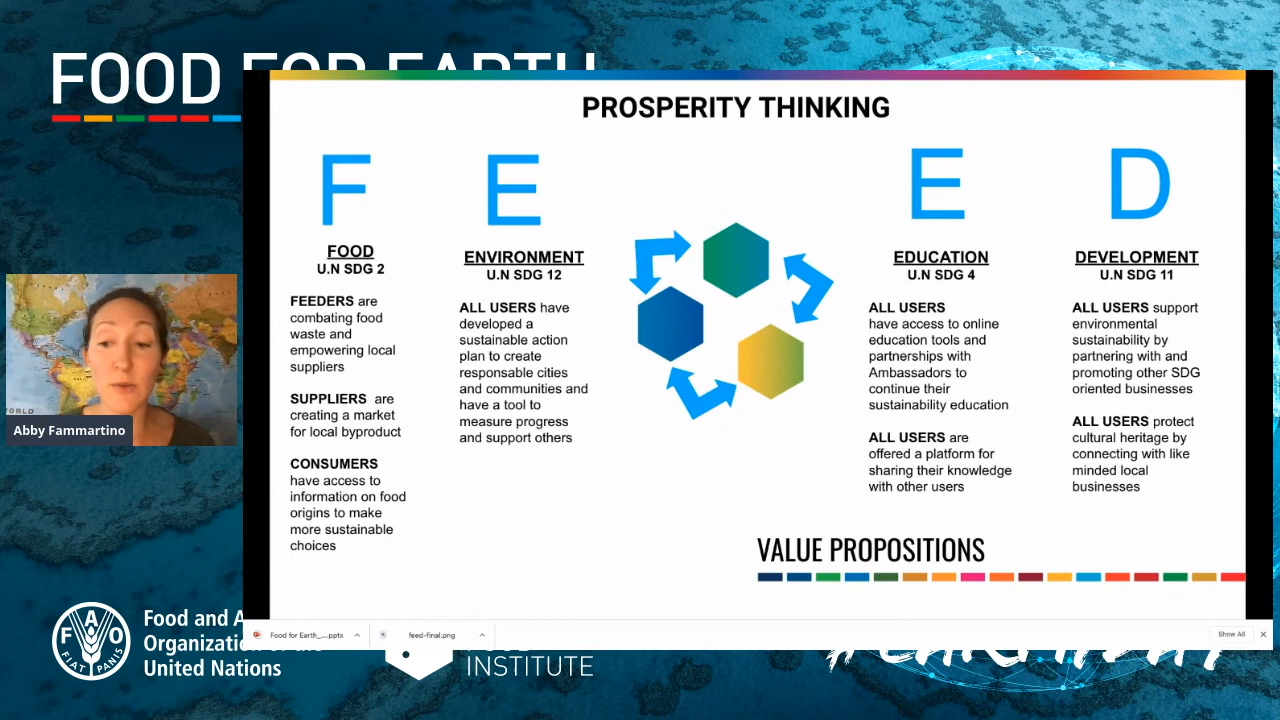 FOOD FOR EARTH
PROSPERITY THINKING
F
FOOD
U.N SDG 2
FEEDERS are
combating food
waste and
empowering local
suppliers
SUPPLIERS are
creating a market
for local byproduct
CONSUMERS
have access to
information on food
origins to make
more sustainable
choices
E
ENVIRONMENT
U.N SDG 12
ALL USERS have
developed a
sustainable action
plan to create
responsible cities
and communities and
have a tool to
measure progress
and support others
E
EDUCATION
U.N SDG 4
ALL USERS
have access to online
education tools and
partnerships with
Ambassadors to
continue their
sustainability education
ALL USERS are
offered a platform for
sharing their knowledge
with other users
D
DEVELOPMENT
U.N SDG 11
ALL USERS support
environmental
sustainability by
partnering with and
promoting other SDG
oriented businesses
ALL USERS protect
cultural heritage by
connecting with like
minded local
businesses
VALUE PROPOSITIONS
Abby Fammartino
Food for Earth_....pptx
feed-final.png
Show All
FAO
FIAT PANIS
Food and A
Organization of the
United Nations
INSTITUTE